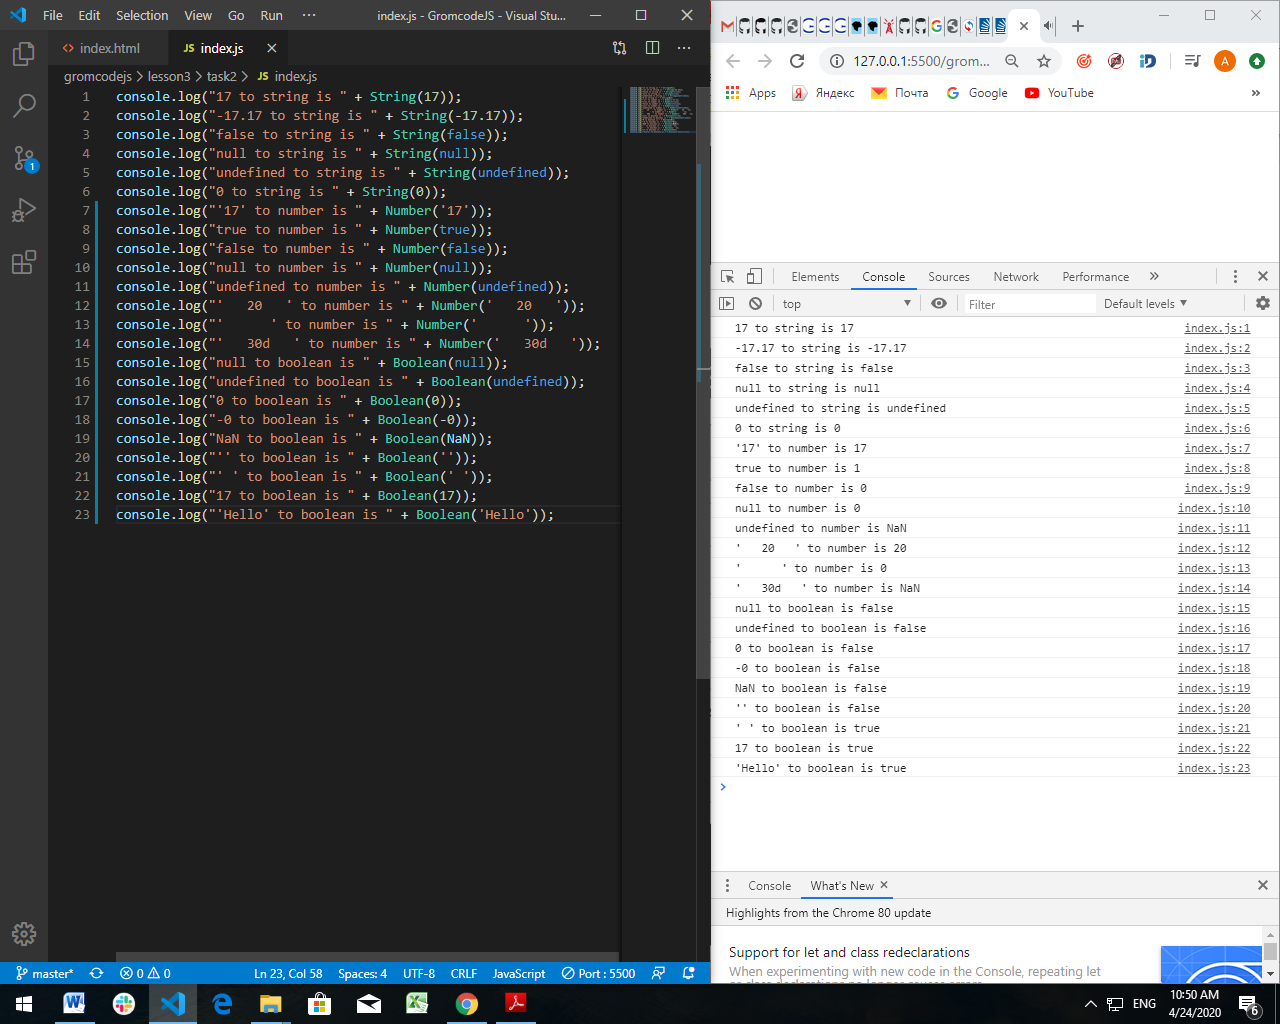 File Edit Selection View Go Run ··· index.js - GromcodeJS - Visual Stu...
index.html index.js
gromcodejs > lesson3 > task2 > JS index.js
1 console.log("17 to string is " + String(17));
2 console.log("-17.17 to string is " + String(-17.17));
3 console.log("false to string is " + String(false));
4 console.log("null to string is " + String(null));
5 console.log("undefined to string is " + String(undefined));
6 console.log("0 to string is " + String(0));
7 console.log("'17' to number is " + Number('17'));
8 console.log("true to number is " + Number(true));
9 console.log("false to number is " + Number(false));
10 console.log("null to number is " + Number(null));
11 console.log("undefined to number is " + Number(undefined));
12 console.log("'   20   ' to number is " + Number('   20   '));
13 console.log("'      ' to number is " + Number('      '));
14 console.log("'   30d   ' to number is " + Number('   30d   '));
15 console.log("null to boolean is " + Boolean(null));
16 console.log("undefined to boolean is " + Boolean(undefined));
17 console.log("0 to boolean is " + Boolean(0));
18 console.log("-0 to boolean is " + Boolean(-0));
19 console.log("NaN to boolean is " + Boolean(NaN));
20 console.log("'' to boolean is " + Boolean(''));
21 console.log("' ' to boolean is " + Boolean(' '));
22 console.log("17 to boolean is " + Boolean(17));
23 console.log("'Hello' to boolean is " + Boolean('Hello'));
1
master* 0 0 Ln 23, Col 58 Spaces: 4 UTF-8 CRLF JavaScript Port : 5500
127.0.0.1:5500/grom... A
Apps Яндекс Почта Google YouTube »
Elements Console Sources Network Performance »
top Filter Default levels
17 to string is 17 index.js:1
-17.17 to string is -17.17 index.js:2
false to string is false index.js:3
null to string is null index.js:4
undefined to string is undefined index.js:5
0 to string is 0 index.js:6
'17' to number is 17 index.js:7
true to number is 1 index.js:8
false to number is 0 index.js:9
null to number is 0 index.js:10
undefined to number is NaN index.js:11
'   20   ' to number is 20 index.js:12
'      ' to number is 0 index.js:13
'   30d   ' to number is NaN index.js:14
null to boolean is false index.js:15
undefined to boolean is false index.js:16
0 to boolean is false index.js:17
-0 to boolean is false index.js:18
NaN to boolean is false index.js:19
'' to boolean is false index.js:20
' ' to boolean is true index.js:21
17 to boolean is true index.js:22
'Hello' to boolean is true index.js:23
Console What's New
Highlights from the Chrome 80 update
Support for let and class redeclarations
When experimenting with new code in the Console, repeating let
ENG 10:50 AM
4/24/2020 6